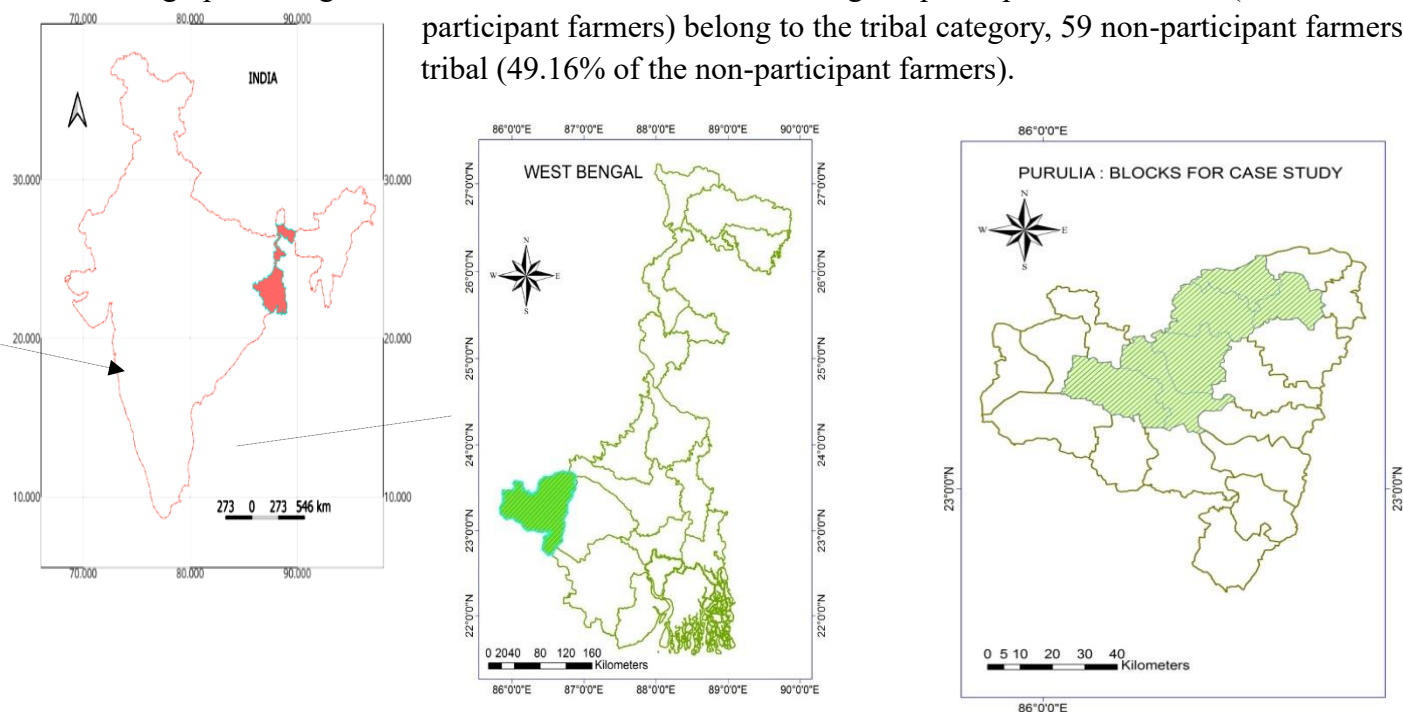 participant farmers) belong to the tribal category, 59 non-participant farmers
tribal (49.16% of the non-participant farmers).
70.000 80.000 90.000
INDIA
30.000 30.000
20.000 20.000
10.000 10.000
273 0 273 546 km
70.000 80.000 90.000
86°0'0"E 87°0'0"E 88°0'0"E 89°0'0"E 90°0'0"E
WEST BENGAL
N
W E
S
27°0'0"N 27°0'0"N
26°0'0"N 26°0'0"N
25°0'0"N 25°0'0"N
24°0'0"N 24°0'0"N
23°0'0"N 23°0'0"N
22°0'0"N 22°0'0"N
0 2040 80 120 160
Kilometers
86°0'0"E 87°0'0"E 88°0'0"E 89°0'0"E 90°0'0"E
86°0'0"E
PURULIA : BLOCKS FOR CASE STUDY
N
W E
S
23°0'0"N 23°0'0"N
0 5 10 20 30 40
Kilometers
86°0'0"E